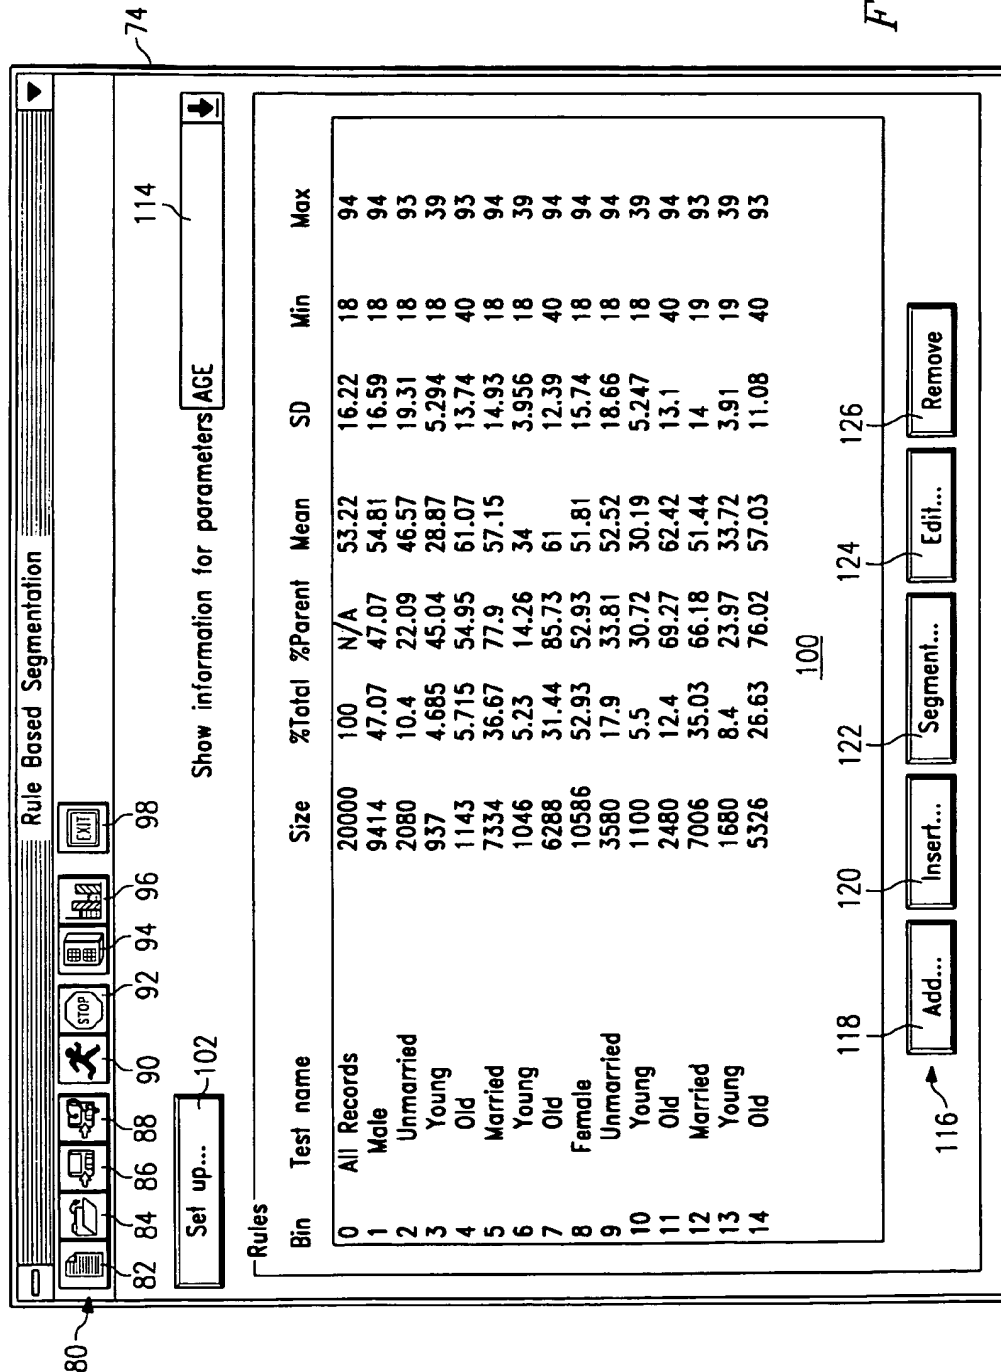 74
Rule Based Segmentation
80
82 84 86 88 90 92 94 96 98
STOP
EXIT
Set up...
102
114
Show information for parameters AGE
Rules
Bin Test name Size %Total %Parent Mean SD Min Max
0 All Records 20000 100 N/A 53.22 16.22 18 94
1 Male 9414 47.07 47.07 54.81 16.59 18 94
2 Unmarried 2080 10.4 22.09 46.57 19.31 18 93
3 Young 937 4.685 45.04 28.87 5.294 18 39
4 Old 1143 5.715 54.95 61.07 13.74 40 93
5 Married 7334 36.67 77.9 57.15 14.93 18 94
6 Young 1046 5.23 14.26 34 3.956 18 39
7 Old 6288 31.44 85.73 61 12.39 40 94
8 Female 10586 52.93 52.93 51.81 15.74 18 94
9 Unmarried 3580 17.9 33.81 52.52 18.66 18 94
10 Young 1100 5.5 30.72 30.19 5.247 18 39
11 Old 2480 12.4 69.27 62.42 13.1 40 94
12 Married 7006 35.03 66.18 51.44 14 19 93
13 Young 1680 8.4 23.97 33.72 3.91 19 39
14 Old 5326 26.63 76.02 57.03 11.08 40 93
100
116 118 120 122 124 126
Add... Insert... Segment... Edit... Remove
F